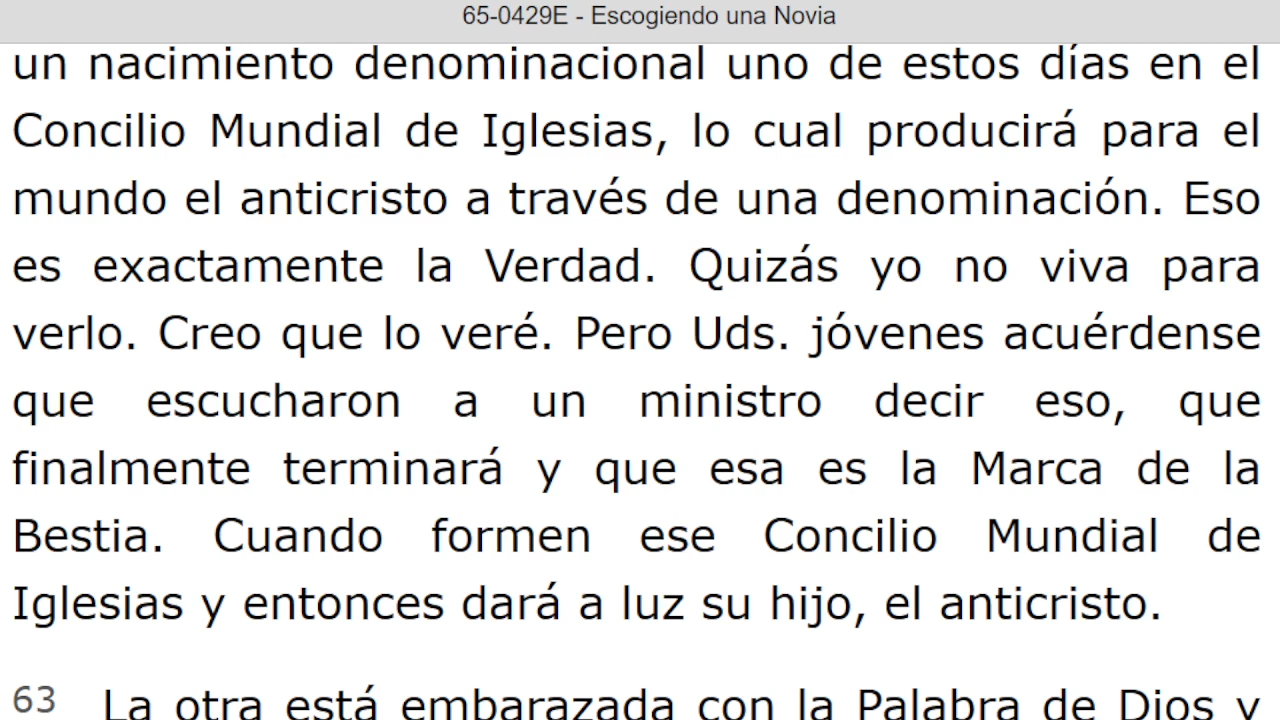 65-0429E - Escogiendo una Novia
un nacimiento denominacional uno de estos días en el
Concilio Mundial de Iglesias, lo cual producirá para el
mundo el anticristo a través de una denominación. Eso
es exactamente la Verdad. Quizás yo no viva para
verlo. Creo que lo veré. Pero Uds. jóvenes acuérdense
que escucharon a un ministro decir eso, que
finalmente terminará y que esa es la Marca de la
Bestia. Cuando formen ese Concilio Mundial de
Iglesias y entonces dará a luz su hijo, el anticristo.
63 La otra está embarazada con la Palabra de Dios y